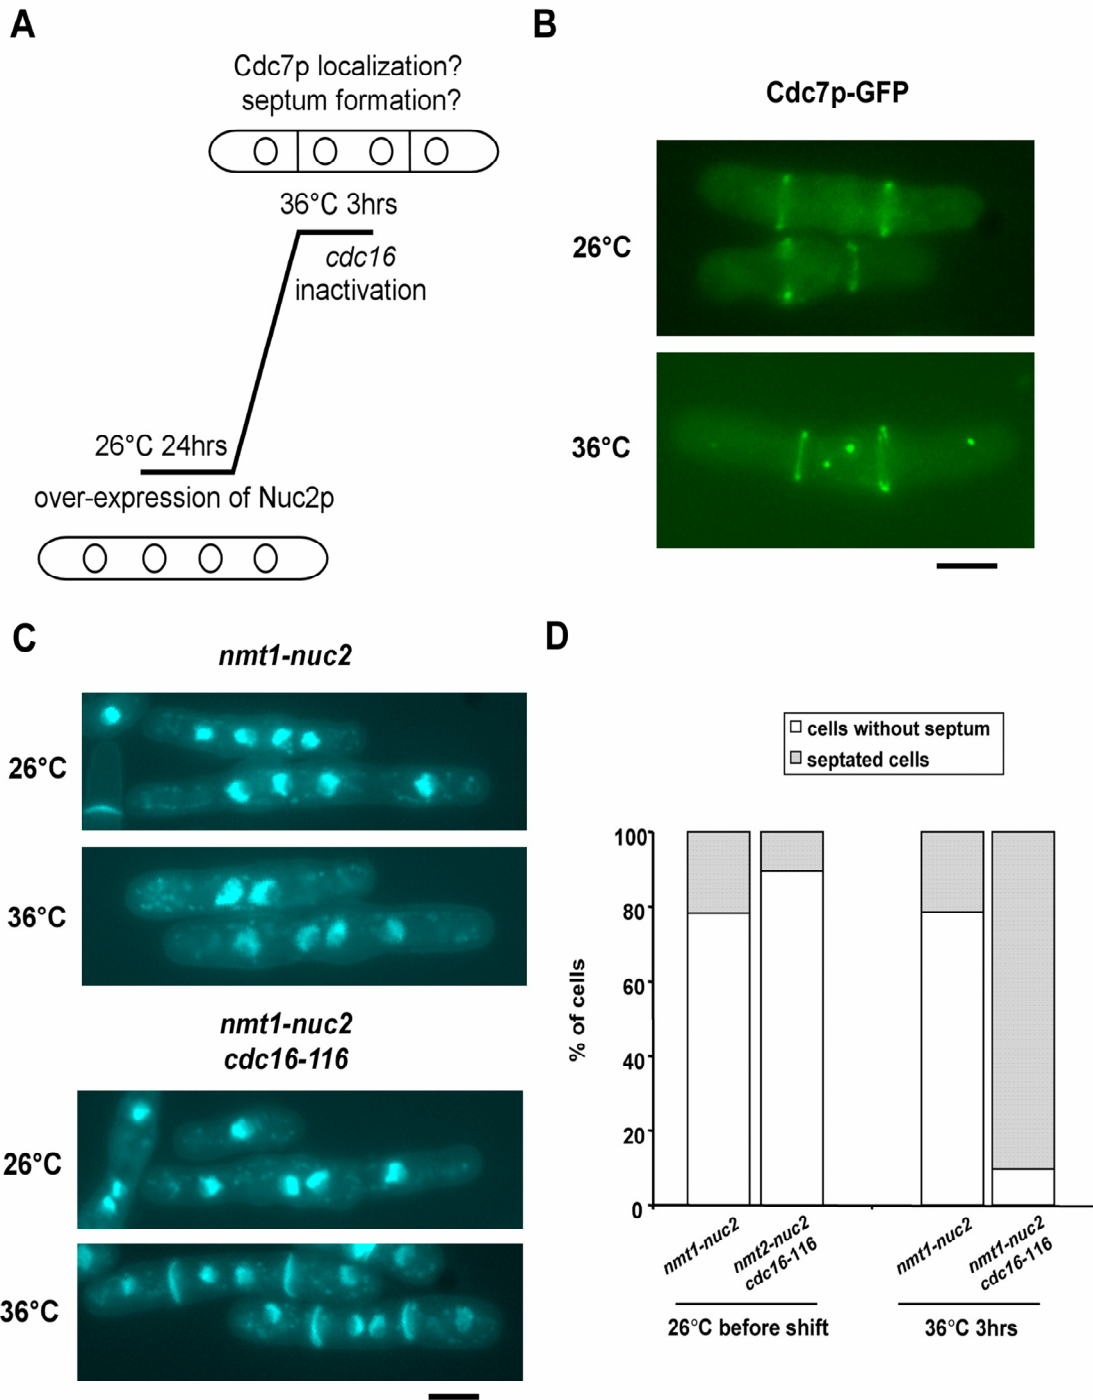 A
Cdc7p localization?
septum formation?
36°C 3hrs
cdc16
inactivation
26°C 24hrs
over-expression of Nuc2p
B
Cdc7p-GFP
26°C
36°C
C
nmt1-nuc2
26°C
36°C
nmt1-nuc2
cdc16-116
26°C
36°C
D
cells without septum
septated cells
% of cells
100
80
60
40
20
0
nmt1-nuc2
nmt2-nuc2
cdc16-116
nmt1-nuc2
nmt1-nuc2
cdc16-116
26°C before shift
36°C 3hrs